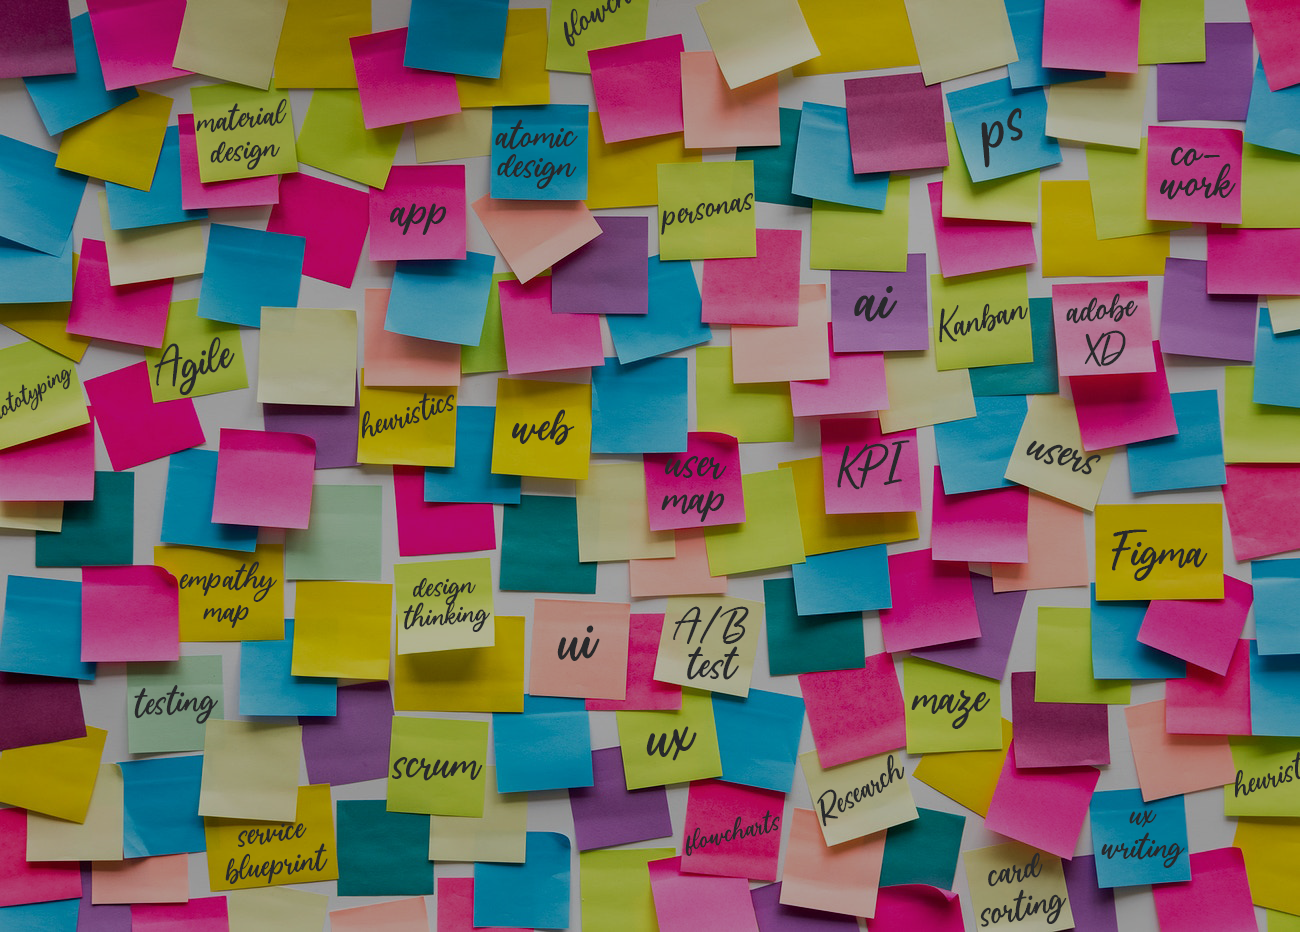 material
design
atomic
design
ps
co-
work
app
personas
ai
Kanban
adobe
XD
Agile
heuristics
web
user
map
KPI
users
Figma
empathy
map
design
thinking
ui
A/B
test
testing
maze
scrum
ux
Research
service
blueprint
flowcharts
ux
writing
card
sorting